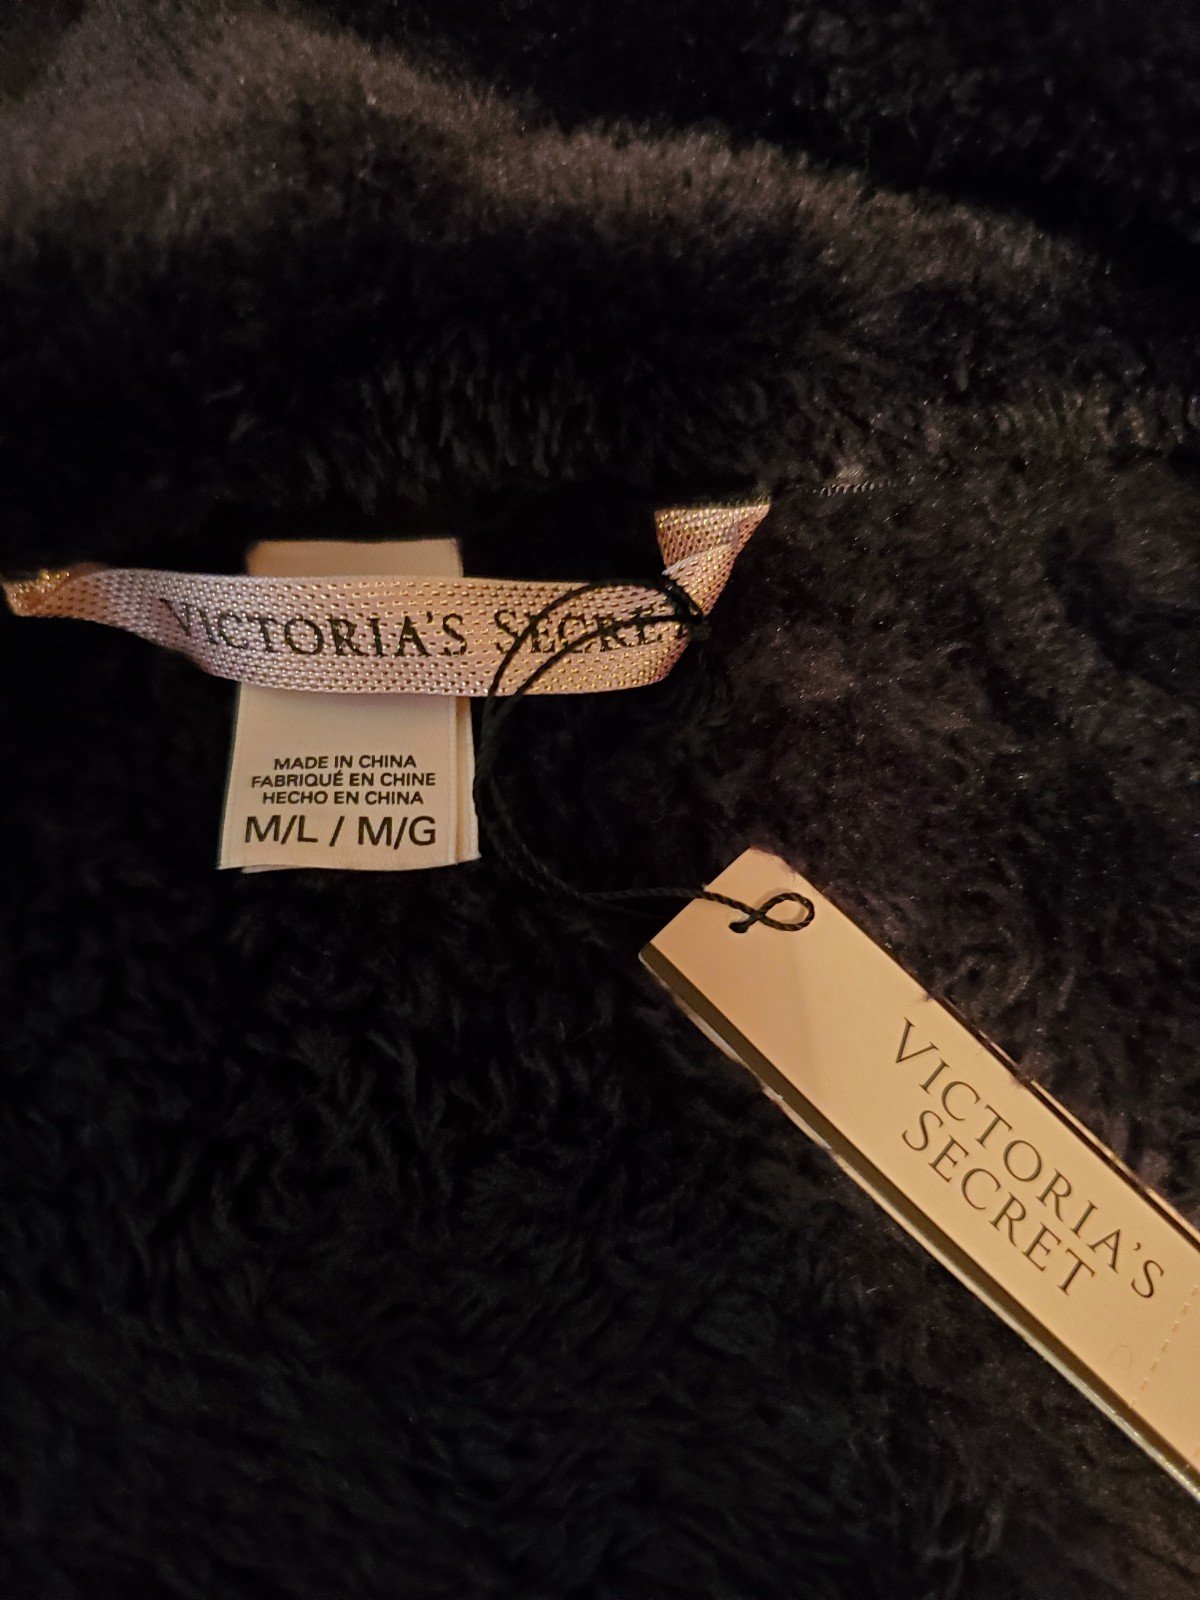 VICTORIA'S SECRET
MADE IN CHINA
FABRIQUÉ EN CHINE
HECHO EN CHINA
M/L / M/G
VICTORIA'S
SECRET